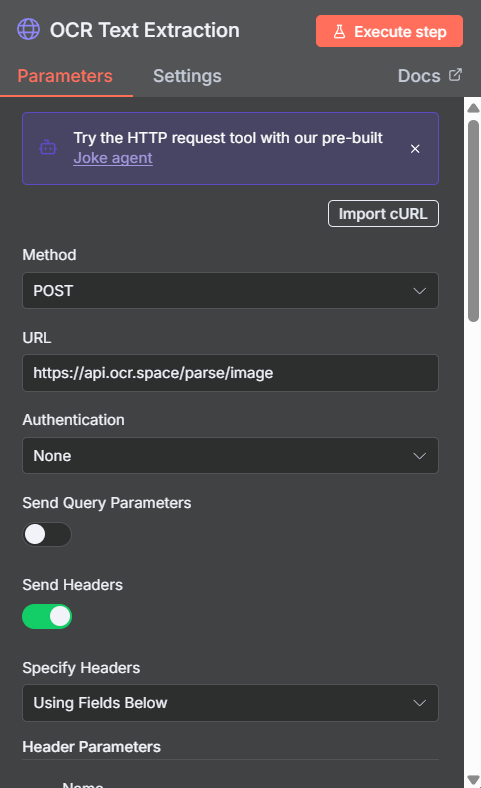 OCR Text Extraction
Execute step
Parameters
Settings
Docs
Try the HTTP request tool with our pre-built
Joke agent
Import cURL
Method
POST
URL
https://api.ocr.space/parse/image
Authentication
None
Send Query Parameters
Send Headers
Specify Headers
Using Fields Below
Header Parameters
Name